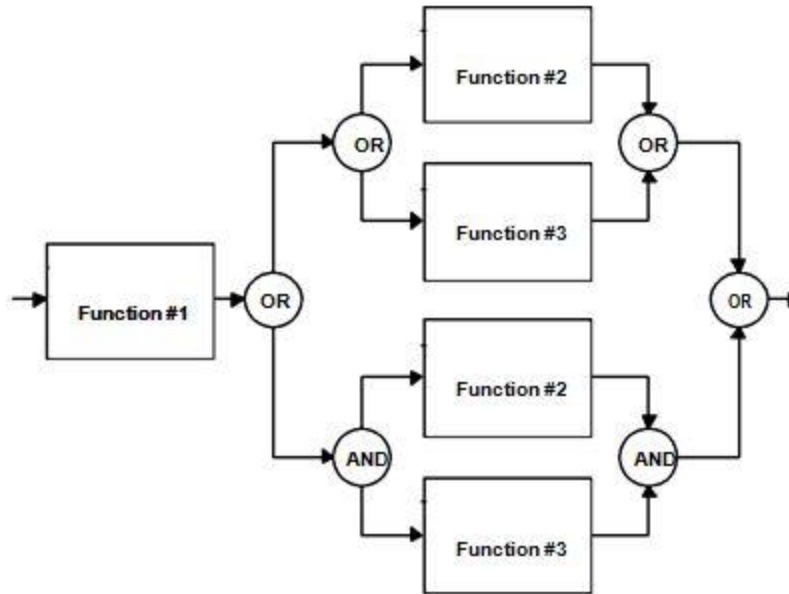 Function #2
OR
OR
Function #3
Function #1
OR
OR
Function #2
AND
AND
Function #3